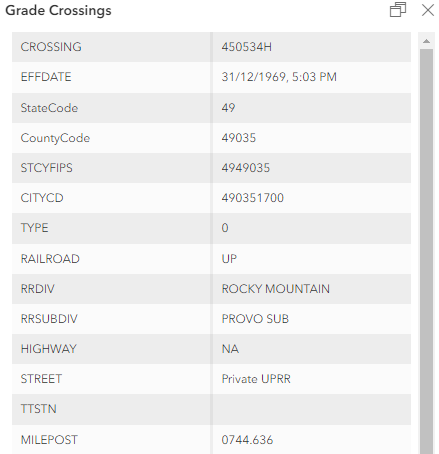 Grade Crossings
CROSSING 450534H
EFFDATE 31/12/1969, 5:03 PM
StateCode 49
CountyCode 49035
STCYFIPS 4949035
CITYCD 490351700
TYPE 0
RAILROAD UP
RRDIV ROCKY MOUNTAIN
RRSUBDIV PROVO SUB
HIGHWAY NA
STREET Private UPRR
TTSTN
MILEPOST 0744.636